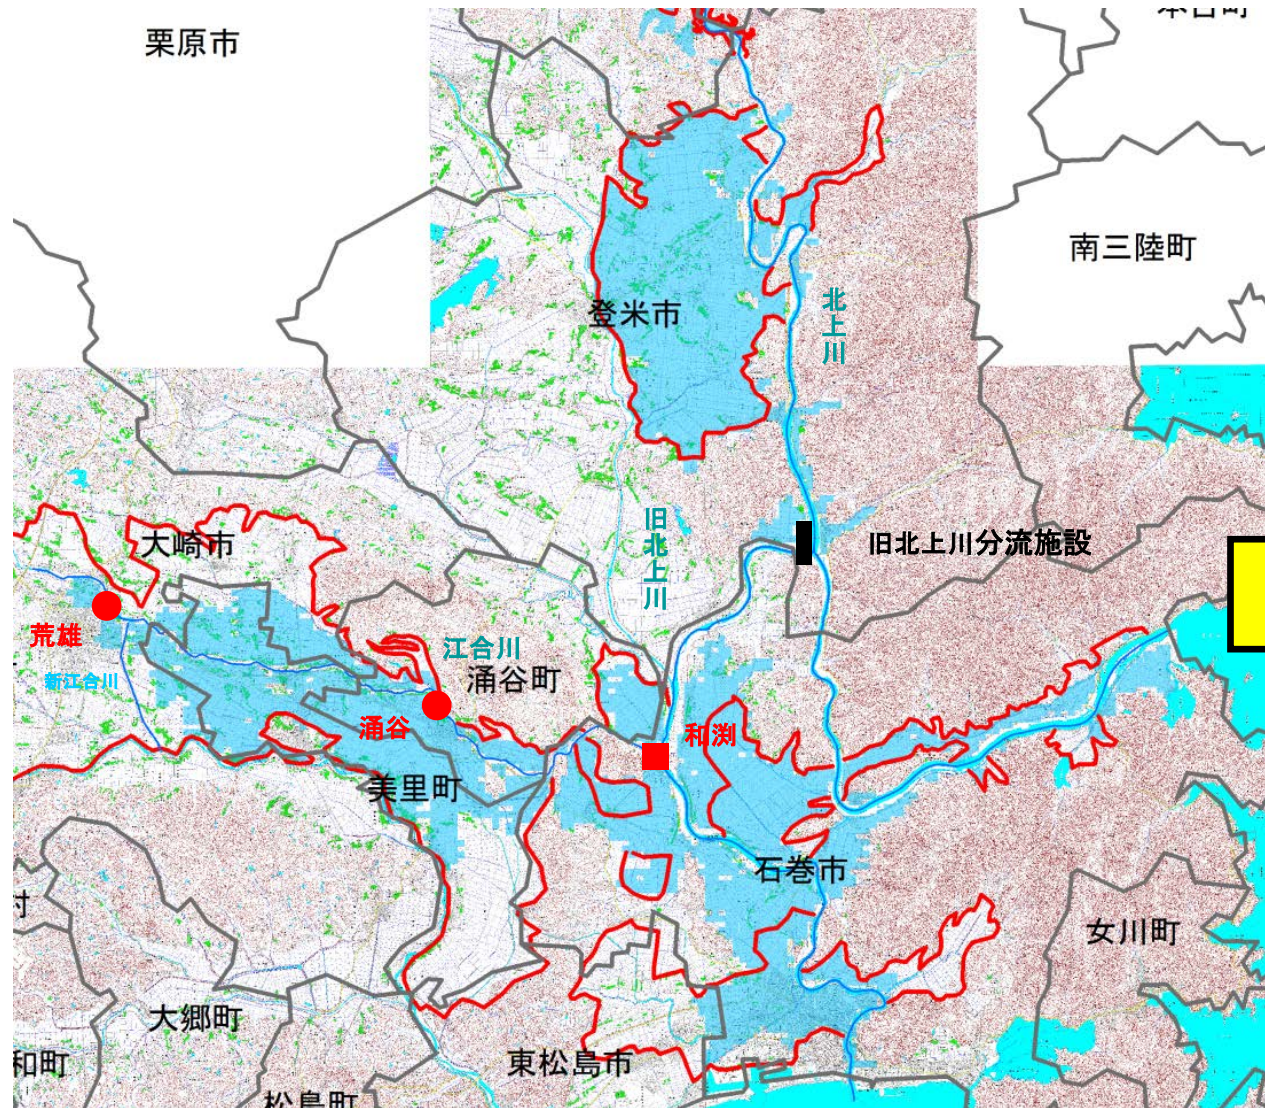 栗原市
南三陸町
登米市
北上川
旧北上川
旧北上川分流施設
大崎市
荒雄
江合川
新江合川
涌谷町
涌谷
和渕
美里町
石巻市
村
女川町
大郷町
東松島市
和町
松島町